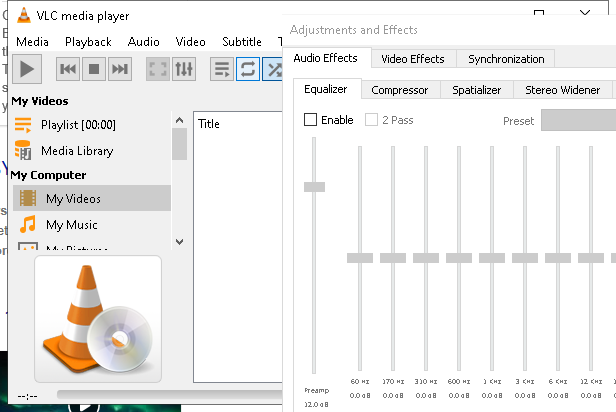 VLC media player
Media Playback Audio Video Subtitle
My Videos
Playlist [00:00]
Media Library
My Computer
My Videos
My Music
My Pictures
Title
--:--
Adjustments and Effects
Audio Effects Video Effects Synchronization
Equalizer Compressor Spatializer Stereo Widener
Enable 2 Pass Preset
60 Hz 170 Hz 310 Hz 600 Hz 1 KHz 3 KHz 6 KHz 12 KHz
Preamp 0.0 dB 0.0 dB 0.0 dB 0.0 dB 0.0 dB 0.0 dB 0.0 dB 0.0 dB
12.0 dB